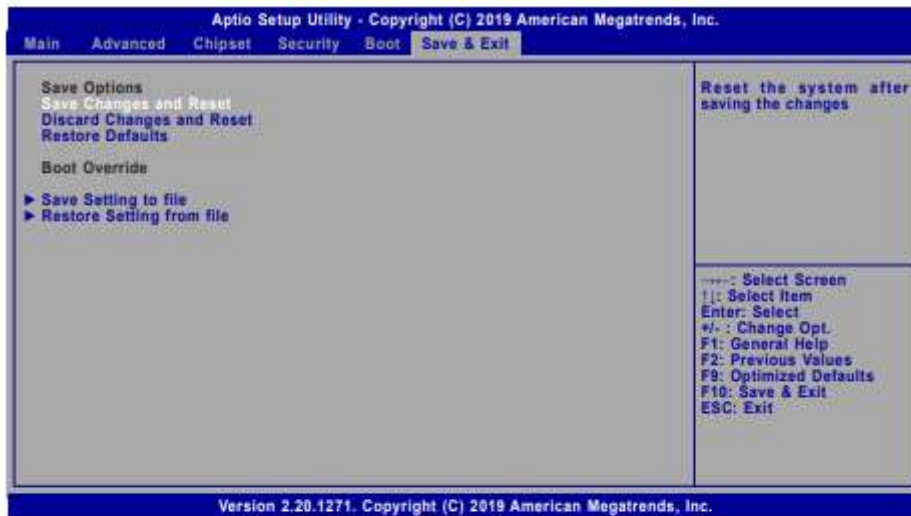 Aptio Setup Utility - Copyright (C) 2019 American Megatrends, Inc.
Main Advanced Chipset Security Boot Save & Exit
Save Options
Save Changes and Reset
Discard Changes and Reset
Restore Defaults
Boot Override
▶ Save Setting to file
▶ Restore Setting from file
Reset the system after
saving the changes
→←: Select Screen
↑↓: Select Item
Enter: Select
+/- : Change Opt.
F1: General Help
F2: Previous Values
F9: Optimized Defaults
F10: Save & Exit
ESC: Exit
Version 2.20.1271. Copyright (C) 2019 American Megatrends, Inc.